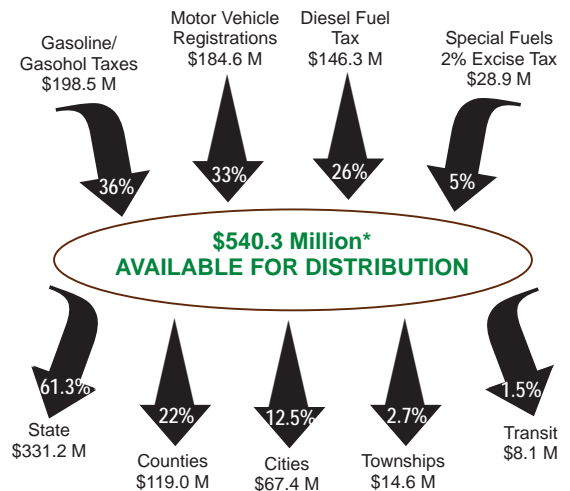 Gasoline/
Gasohol Taxes
$198.5 M
Motor Vehicle
Registrations
$184.6 M
Diesel Fuel
Tax
$146.3 M
Special Fuels
2% Excise Tax
$28.9 M
36%
33%
26%
5%
$540.3 Million*
AVAILABLE FOR DISTRIBUTION
61.3%
22%
12.5%
2.7%
1.5%
State
$331.2 M
Counties
$119.0 M
Cities
$67.4 M
Townships
$14.6 M
Transit
$8.1 M